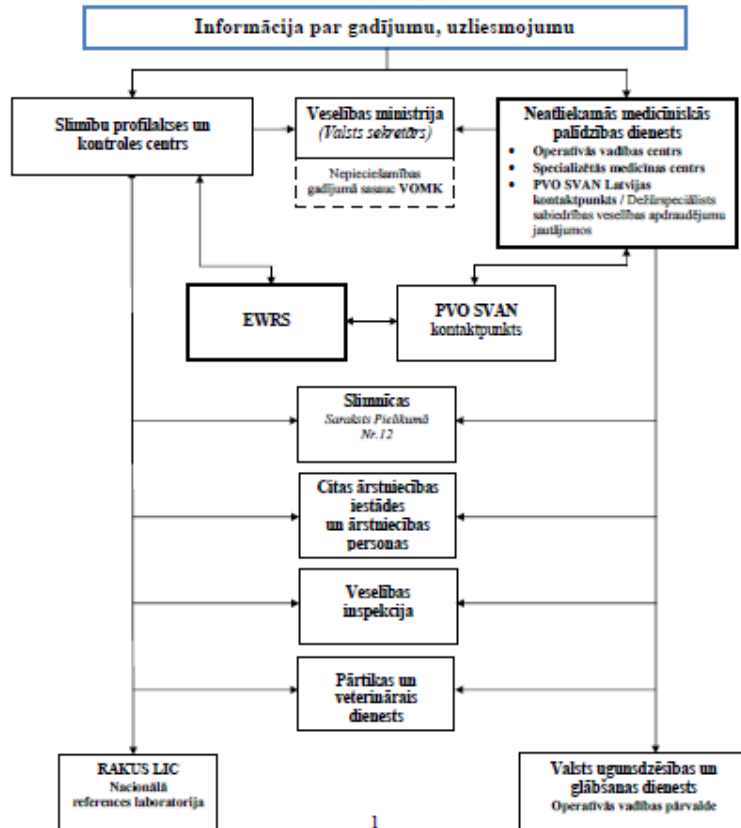 Informācija par gadījumu, uzliesmojumu
Slimību profilakses un
kontroles centrs
Veselības ministrija
(Valsts sekretārs)
Nepieciešamības
gadījumā sasauc VOMK
Neatliekamās medicīniskās
palīdzības dienests
• Operatīvās vadības centrs
• Specializētās medicīnas centrs
• PVO SVAN Latvijas
kontaktpunkts / Dežūrspeciālists
sabiedrības veselības apdraudējumu
jautājumos
EWRS
PVO SVAN
kontaktpunkts
Slimnīcas
Saraksts Pielikumā
Nr.12
Citas ārstniecības
iestādes
un ārstniecības
personas
Veselības
inspekcija
Pārtikas un
veterinārais
dienests
RAKUS LIC
Nacionālā
references laboratorija
Valsts ugunsdzēsības un
glābšanas dienests
Operatīvās vadības pārvalde
1